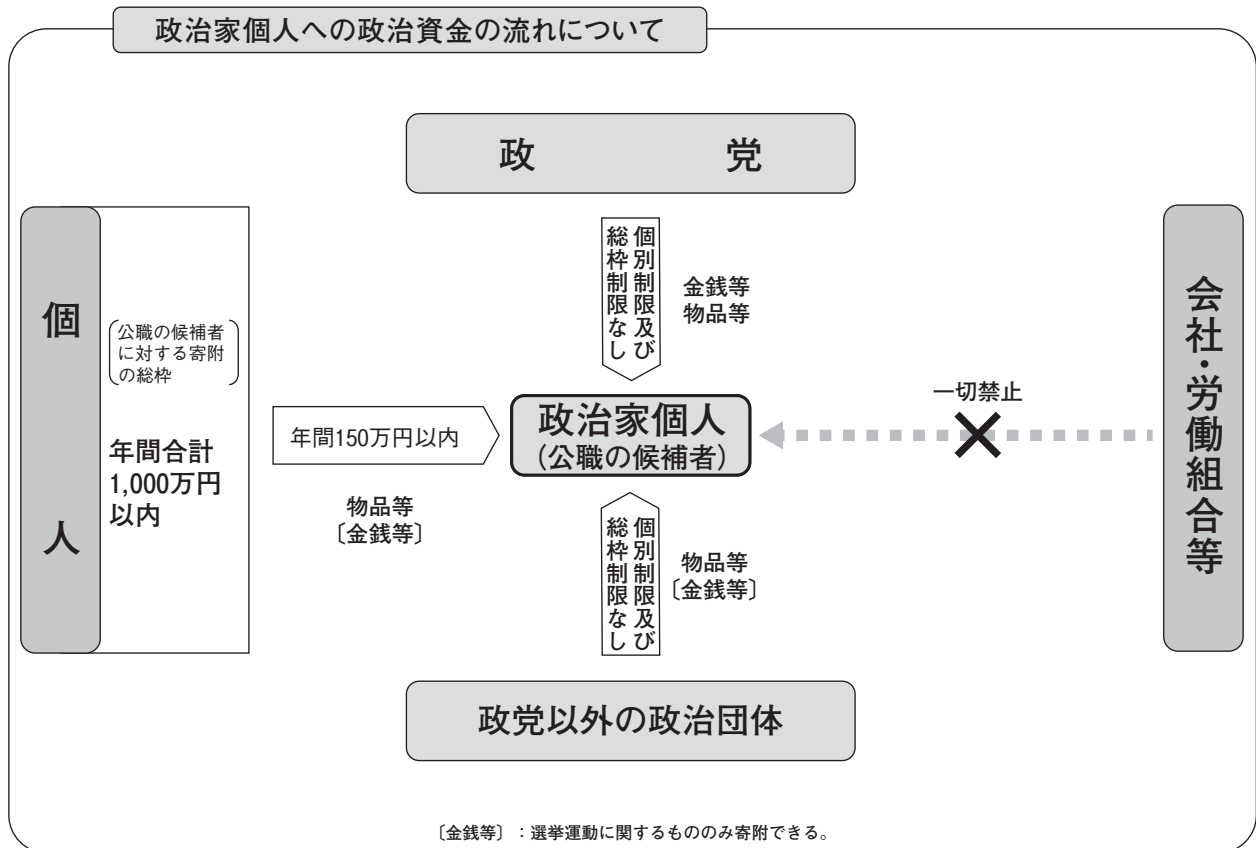 政治家個人への政治資金の流れについて
政党
個別制限及び
総枠制限なし
金銭等
物品等
個人
公職の候補者
に対する寄附
の総枠
年間合計
1,000万円
以内
年間150万円以内
物品等
〔金銭等〕
政治家個人
(公職の候補者)
一切禁止
会社・労働組合等
個別制限及び
総枠制限なし
物品等
〔金銭等〕
政党以外の政治団体
〔金銭等〕：選挙運動に関するもののみ寄附できる。